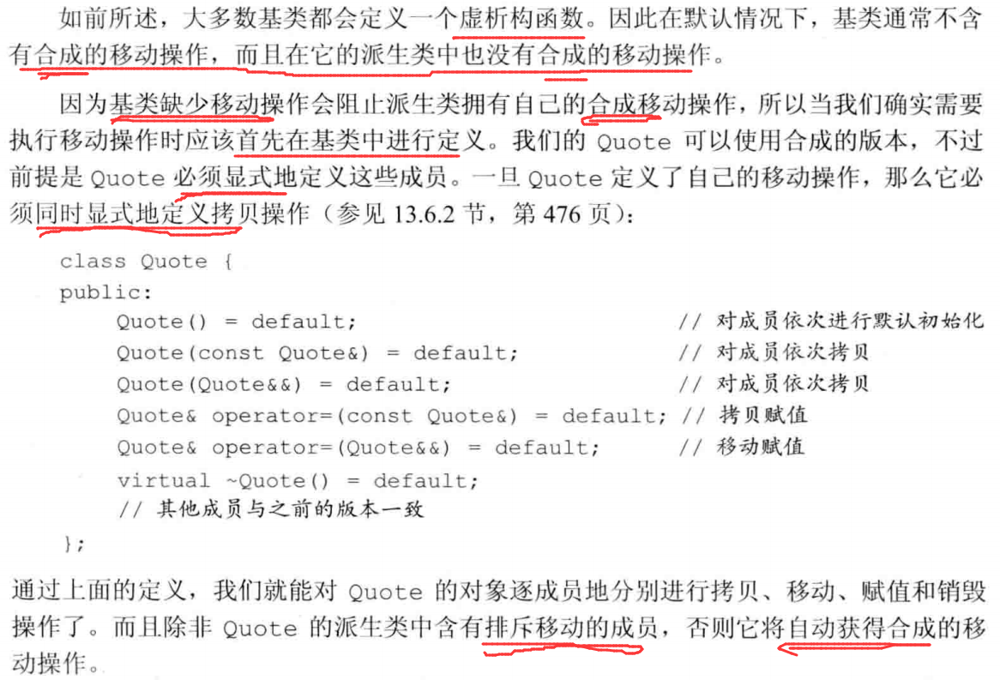 如前所述，大多数基类都会定义一个虚析构函数。因此在默认情况下，基类通常不含
有合成的移动操作，而且在它的派生类中也没有合成的移动操作。
因为基类缺少移动操作会阻止派生类拥有自己的合成移动操作，所以当我们确实需要
执行移动操作时应该首先在基类中进行定义。我们的 Quote 可以使用合成的版本，不过
前提是 Quote 必须显式地定义这些成员。一旦 Quote 定义了自己的移动操作，那么它必
须同时显式地定义拷贝操作（参见 13.6.2 节，第 476 页）：
class Quote {
public:
Quote() = default; // 对成员依次进行默认初始化
Quote(const Quote&) = default; // 对成员依次拷贝
Quote(Quote&&) = default; // 对成员依次拷贝
Quote& operator=(const Quote&) = default; // 拷贝赋值
Quote& operator=(Quote&&) = default; // 移动赋值
virtual ~Quote() = default;
// 其他成员与之前的版本一致
};
通过上面的定义，我们就能对 Quote 的对象逐成员地分别进行拷贝、移动、赋值和销毁
操作了。而且除非 Quote 的派生类中含有排斥移动的成员，否则它将自动获得合成的移
动操作。